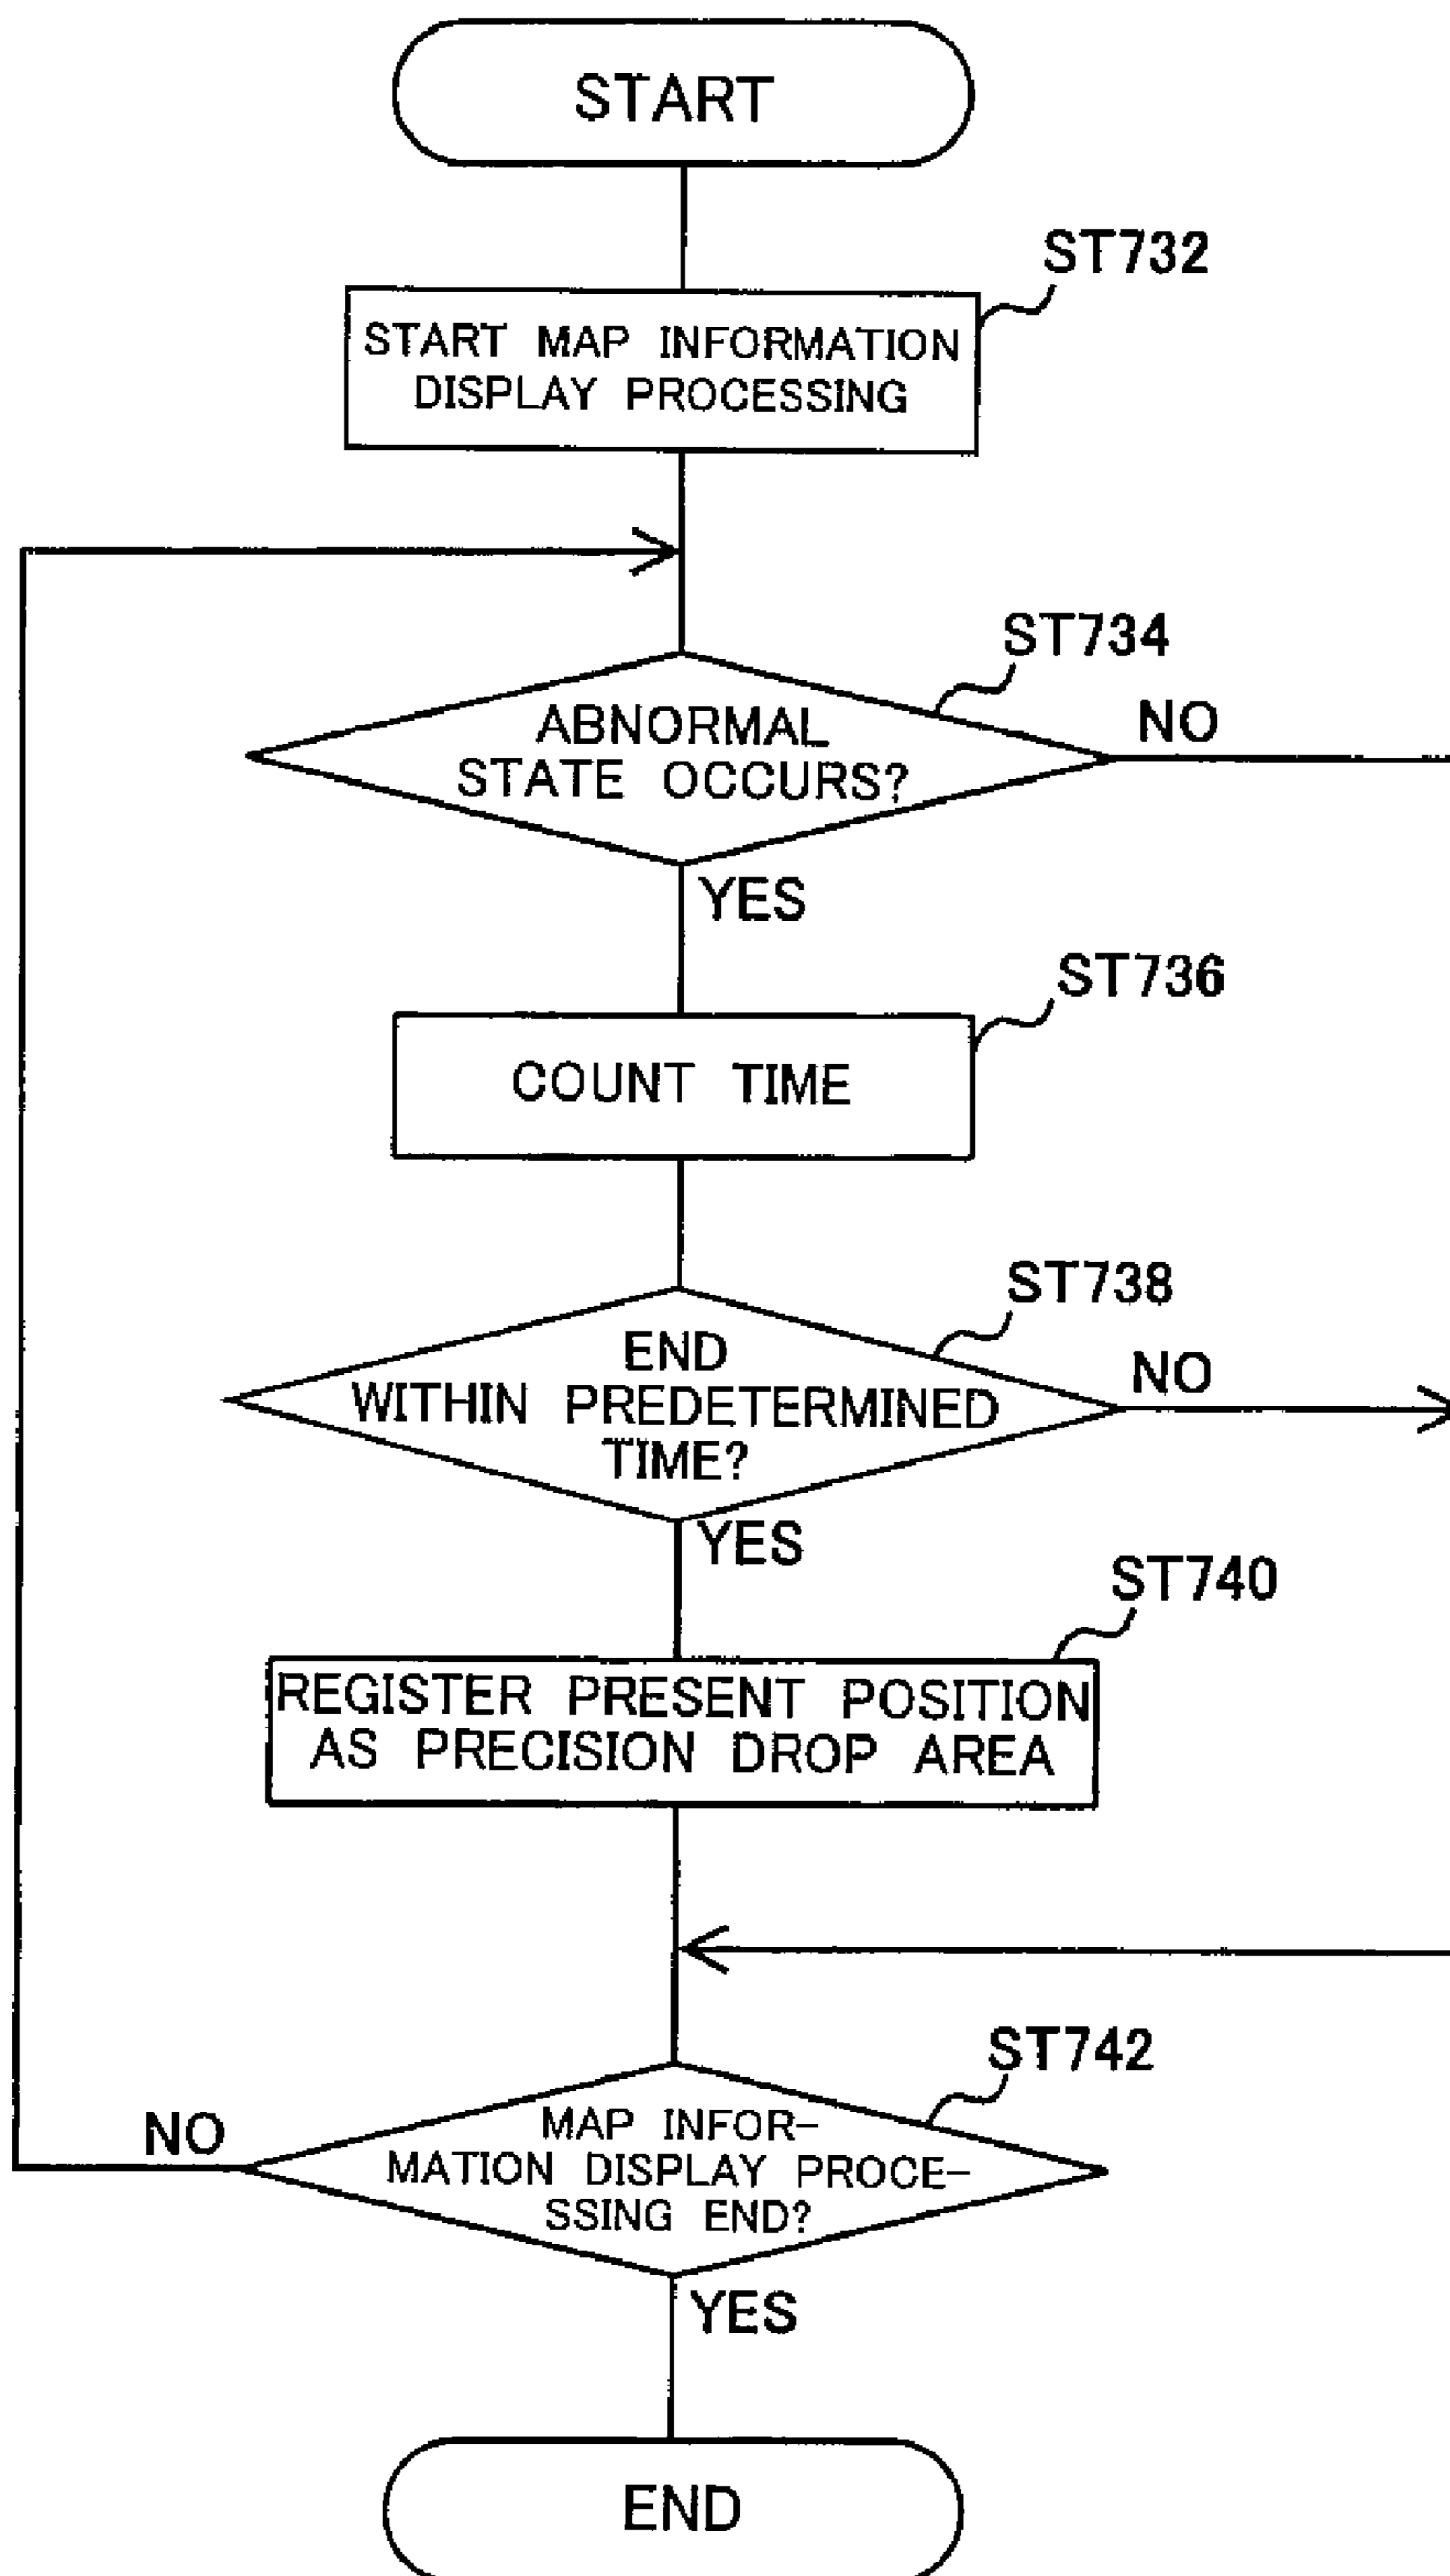 START
ST732
START MAP INFORMATION
DISPLAY PROCESSING
ST734
ABNORMAL
STATE OCCURS?
NO
YES
ST736
COUNT TIME
ST738
END
WITHIN PREDETERMINED
TIME?
NO
YES
ST740
REGISTER PRESENT POSITION
AS PRECISION DROP AREA
ST742
MAP INFOR-
MATION DISPLAY PROCE-
SSING END?
NO
YES
END